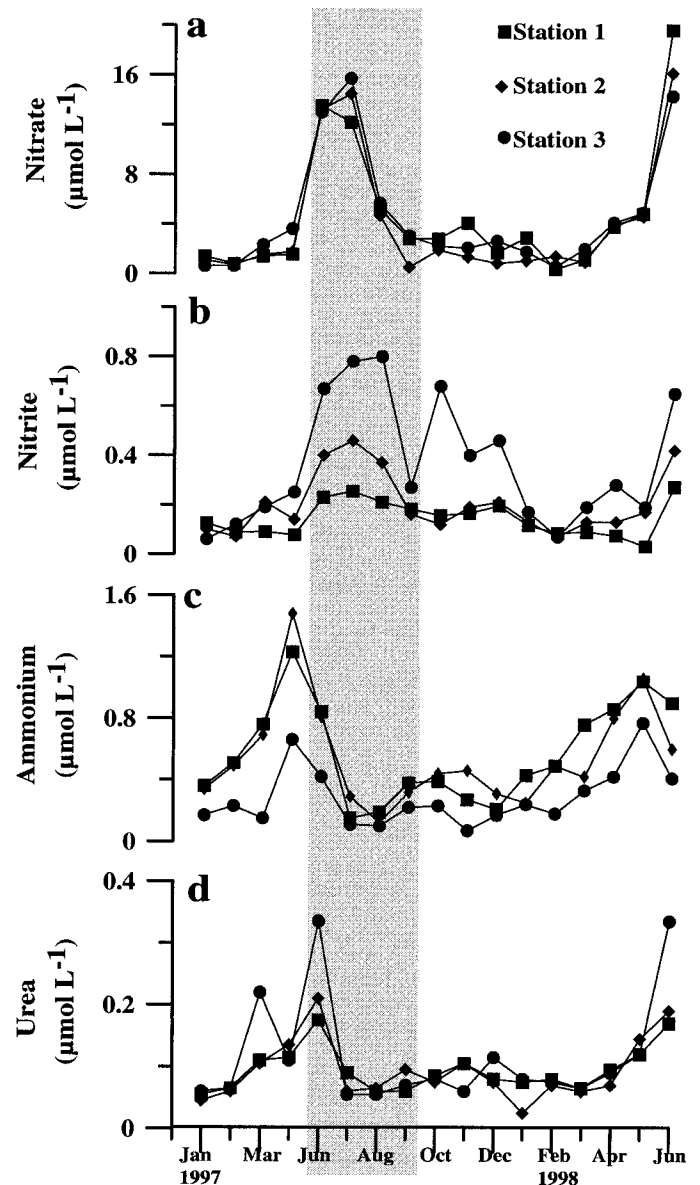 a
■Station 1
◆Station 2
●Station 3
Nitrate
(µmol L-1)
16
8
0
b
Nitrite
(µmol L-1)
0.8
0.4
0
c
Ammonium
(µmol L-1)
1.6
0.8
0
d
Urea
(µmol L-1)
0.4
0.2
0
Jan Mar Jun Aug Oct Dec Feb Apr Jun
1997 1998